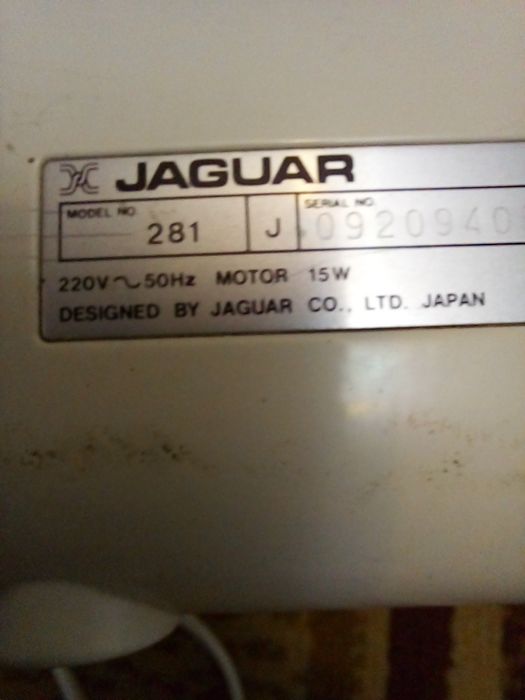 JAGUAR
MODEL NO. SERIAL NO.
281 J 0920940
220V ~ 50Hz MOTOR 15W
DESIGNED BY JAGUAR CO., LTD. JAPAN